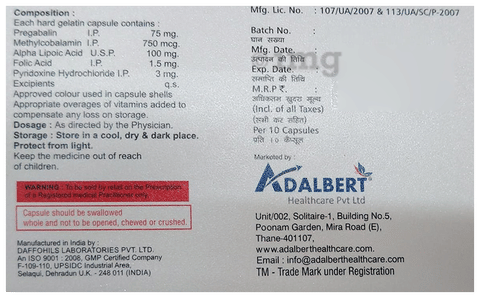 Composition :
Each hard gelatin capsule contains :
Pregabalin I.P. 75 mg.
Methylcobalamin I.P. 750 mcg.
Alpha Lipoic Acid U.S.P. 100 mg.
Folic Acid I.P. 1.5 mg.
Pyridoxine Hydrochloride I.P. 3 mg.
Excipients q.s.
Approved colour used in capsule shells
Appropriate overages of vitamins added to
compensate any loss on storage.
Dosage : As directed by the Physician.
Storage : Store in a cool, dry & dark place.
Protect from light.
Keep the medicine out of reach
of children.
WARNING : To be sold by retail on the Prescription
of a Registered medical Practitioner only.
Capsule should be swallowed
whole and not to be opened, chewed or crushed.
Manufactured in India by :
DAFFOHILS LABORATORIES PVT. LTD.
An ISO 9001 : 2008, GMP Certified Company
F-109-110, UPSIDC Industrial Area,
Selaqui, Dehradun U.K. - 248 011 (INDIA)
Mfg. Lic. No. : 107/UA/2007 & 113/UA/SC/P-2007
Batch No. :
घान संख्या
Mfg. Date. :
उत्पादन की तिथि
Exp. Date. :
समाप्ति की तिथि
M.R.P ₹. :
अधिकतम खुदरा मूल्य
(Incl. of all Taxes)
(सभी कर सहित)
Per 10 Capsules
प्रति १० कैप्सूल
mg
Marketed by :
ADALBERT
Healthcare Pvt Ltd
Unit/002, Solitaire-1, Building No.5,
Poonam Garden, Mira Road (E),
Thane-401107,
www.adalberthealthcare.com.
Email : info@adalberthealthcare.com
TM - Trade Mark under Registration